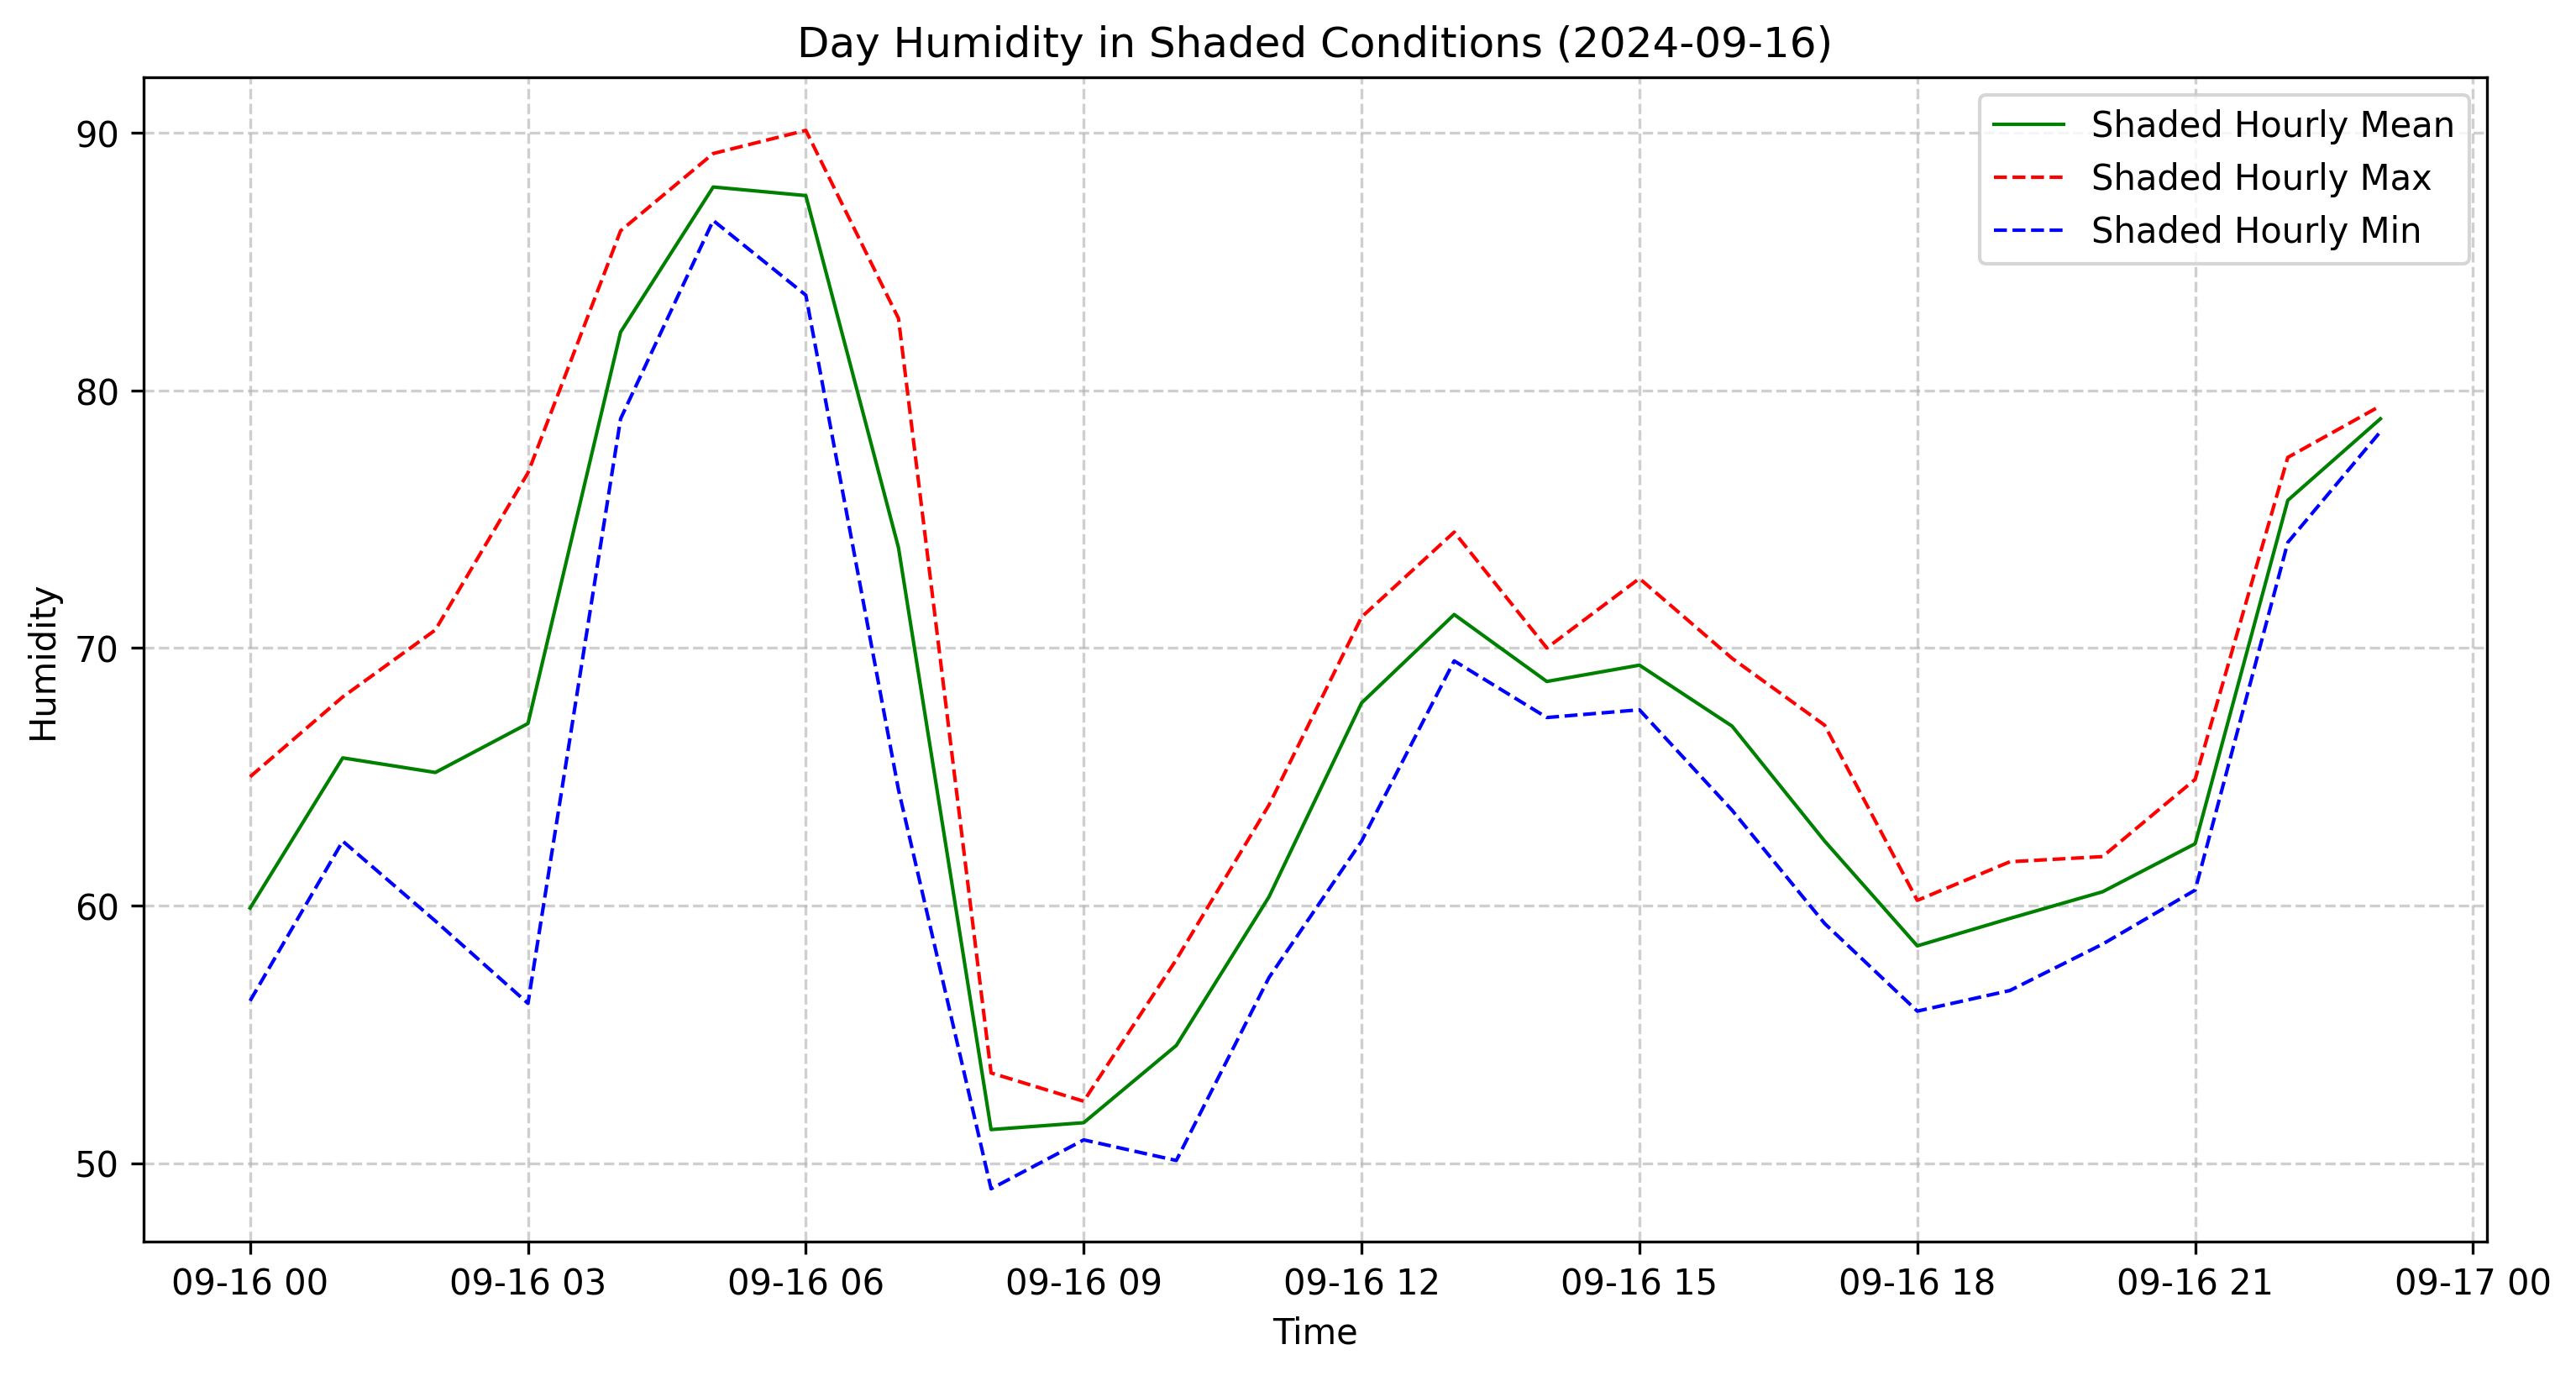 Day Humidity in Shaded Conditions (2024-09-16)
Shaded Hourly Mean
Shaded Hourly Max
Shaded Hourly Min
Humidity
90
80
70
60
50
09-16 00
09-16 03
09-16 06
09-16 09
09-16 12
09-16 15
09-16 18
09-16 21
09-17 00
Time